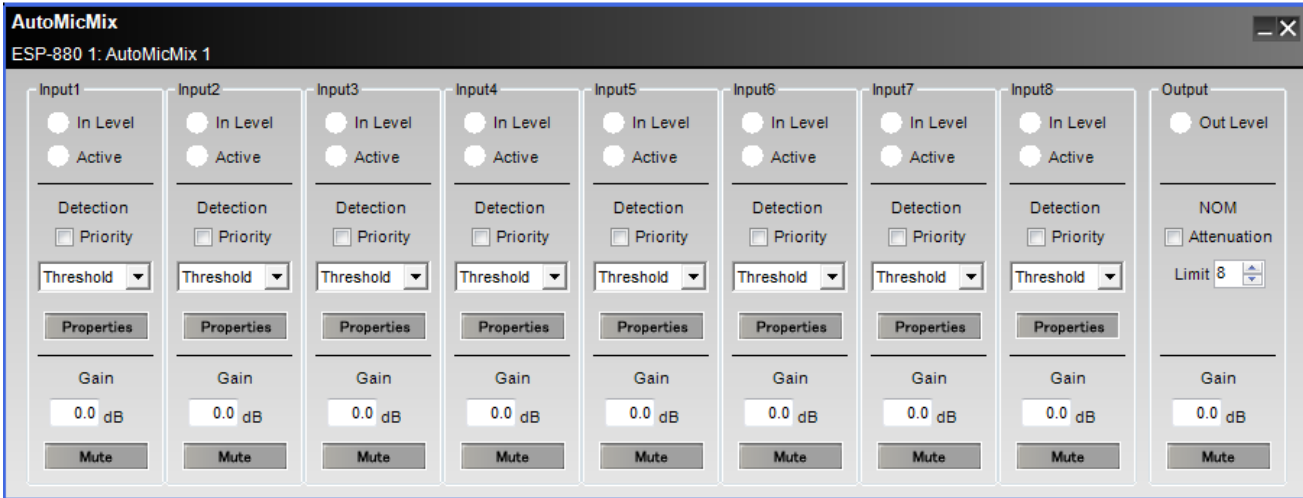 AutoMicMix
ESP-880 1: AutoMicMix 1
Input1 Input2 Input3 Input4 Input5 Input6 Input7 Input8 Output
In Level In Level In Level In Level In Level In Level In Level In Level Out Level
Active Active Active Active Active Active Active Active
Detection Detection Detection Detection Detection Detection Detection Detection NOM
Priority Priority Priority Priority Priority Priority Priority Priority Attenuation
Threshold Threshold Threshold Threshold Threshold Threshold Threshold Threshold Limit 8
Properties Properties Properties Properties Properties Properties Properties Properties
Gain Gain Gain Gain Gain Gain Gain Gain Gain
0.0 dB 0.0 dB 0.0 dB 0.0 dB 0.0 dB 0.0 dB 0.0 dB 0.0 dB 0.0 dB
Mute Mute Mute Mute Mute Mute Mute Mute Mute